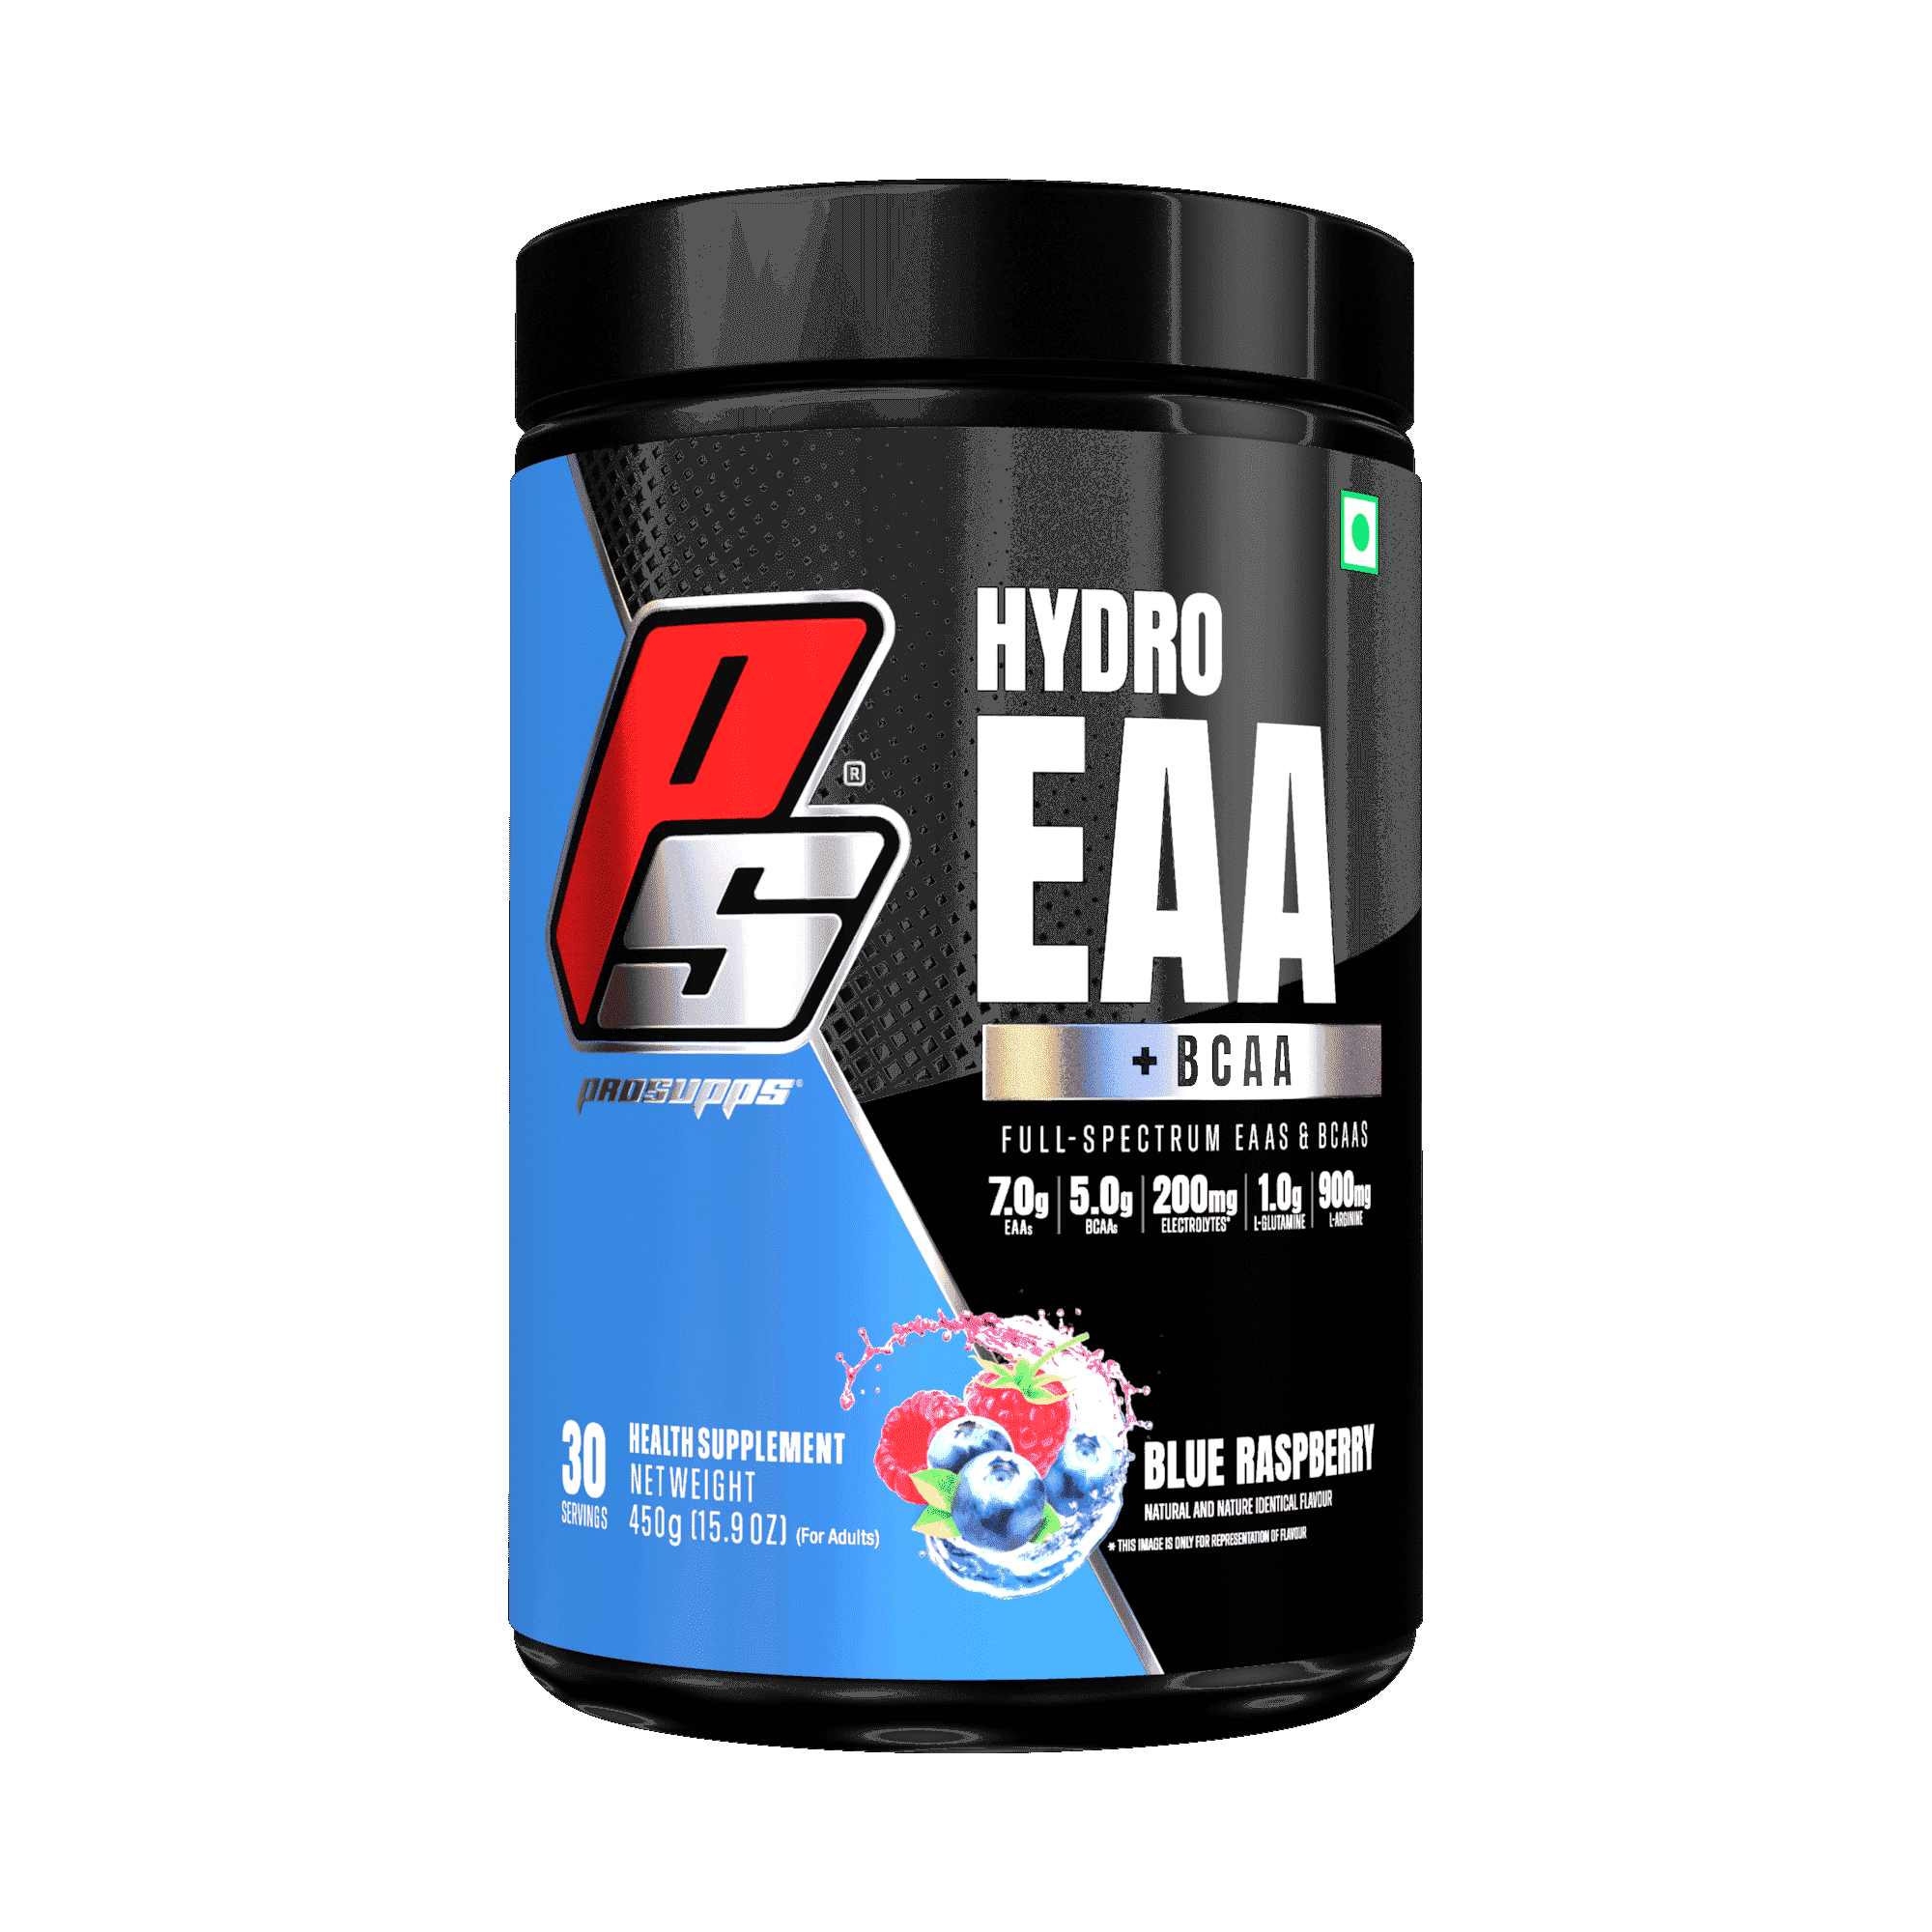 PS
®
PROSUPPS®
HYDRO
EAA
+ BCAA
FULL-SPECTRUM EAAS & BCAAS
7.0g EAAs
5.0g BCAAs
200mg ELECTROLYTES*
1.0g L-GLUTAMINE
900mg L-ARGININE
30 SERVINGS
HEALTH SUPPLEMENT
NET WEIGHT
450g (15.9 OZ) (For Adults)
BLUE RASPBERRY
NATURAL AND NATURE IDENTICAL FLAVOUR
* THIS IMAGE IS ONLY FOR REPRESENTATION OF FLAVOUR